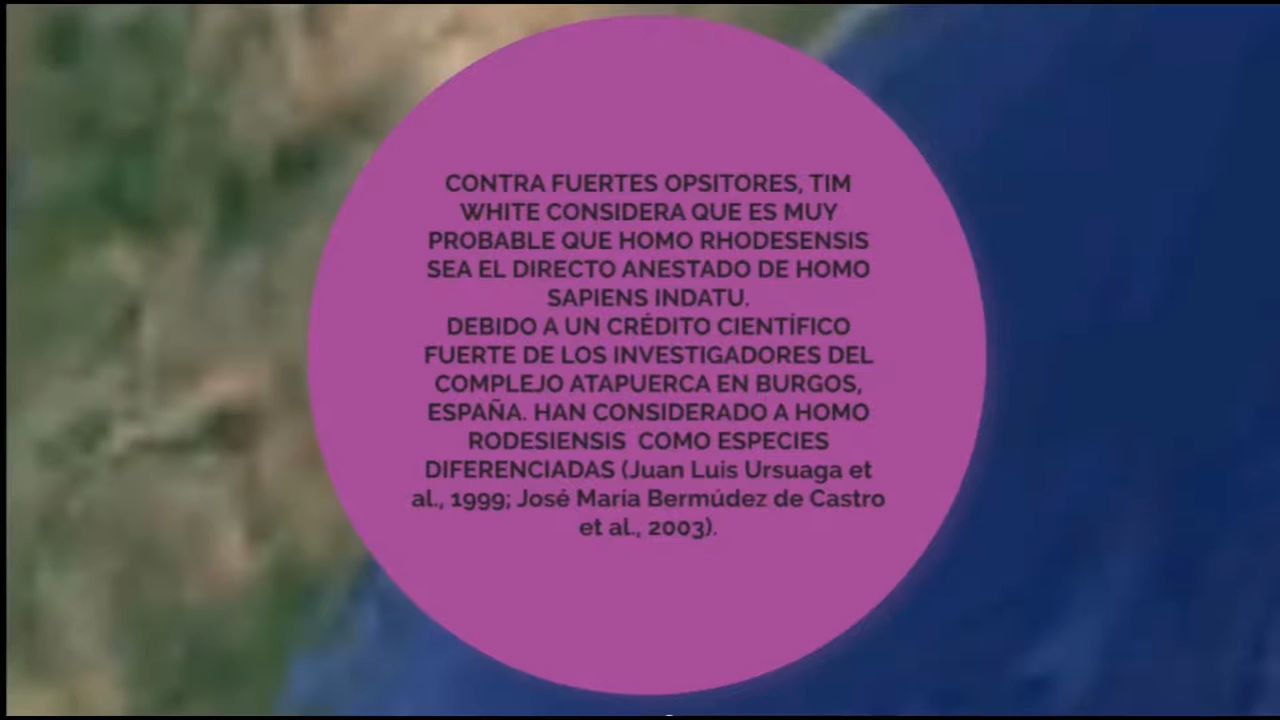 CONTRA FUERTES OPSITORES, TIM
WHITE CONSIDERA QUE ES MUY
PROBABLE QUE HOMO RHODESENSIS
SEA EL DIRECTO ANESTADO DE HOMO
SAPIENS INDATU.
DEBIDO A UN CRÉDITO CIENTÍFICO
FUERTE DE LOS INVESTIGADORES DEL
COMPLEJO ATAPUERCA EN BURGOS,
ESPAÑA. HAN CONSIDERADO A HOMO
RODESIENSIS COMO ESPECIES
DIFERENCIADAS (Juan Luis Ursuaga et
al., 1999; José María Bermúdez de Castro
et al., 2003).